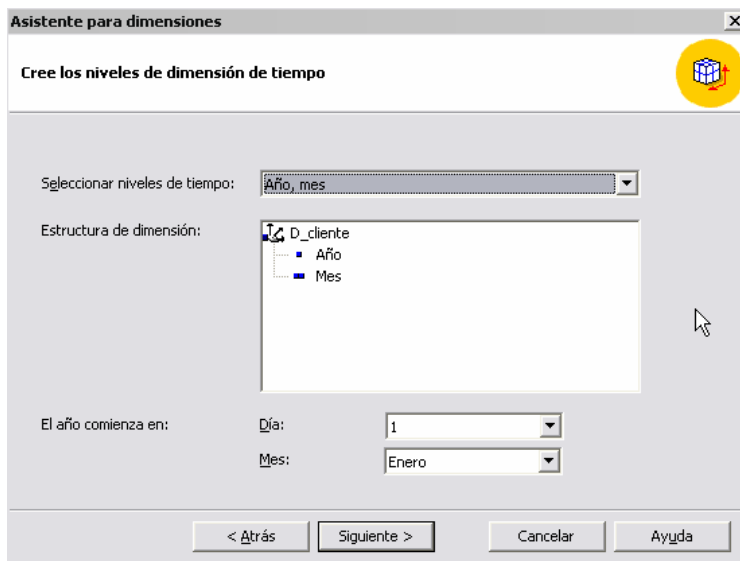 Asistente para dimensiones
Cree los niveles de dimensión de tiempo
Seleccionar niveles de tiempo: Año, mes
Estructura de dimensión: D_cliente
Año
Mes
El año comienza en: Día: 1
Mes: Enero
< Atrás Siguiente > Cancelar Ayuda